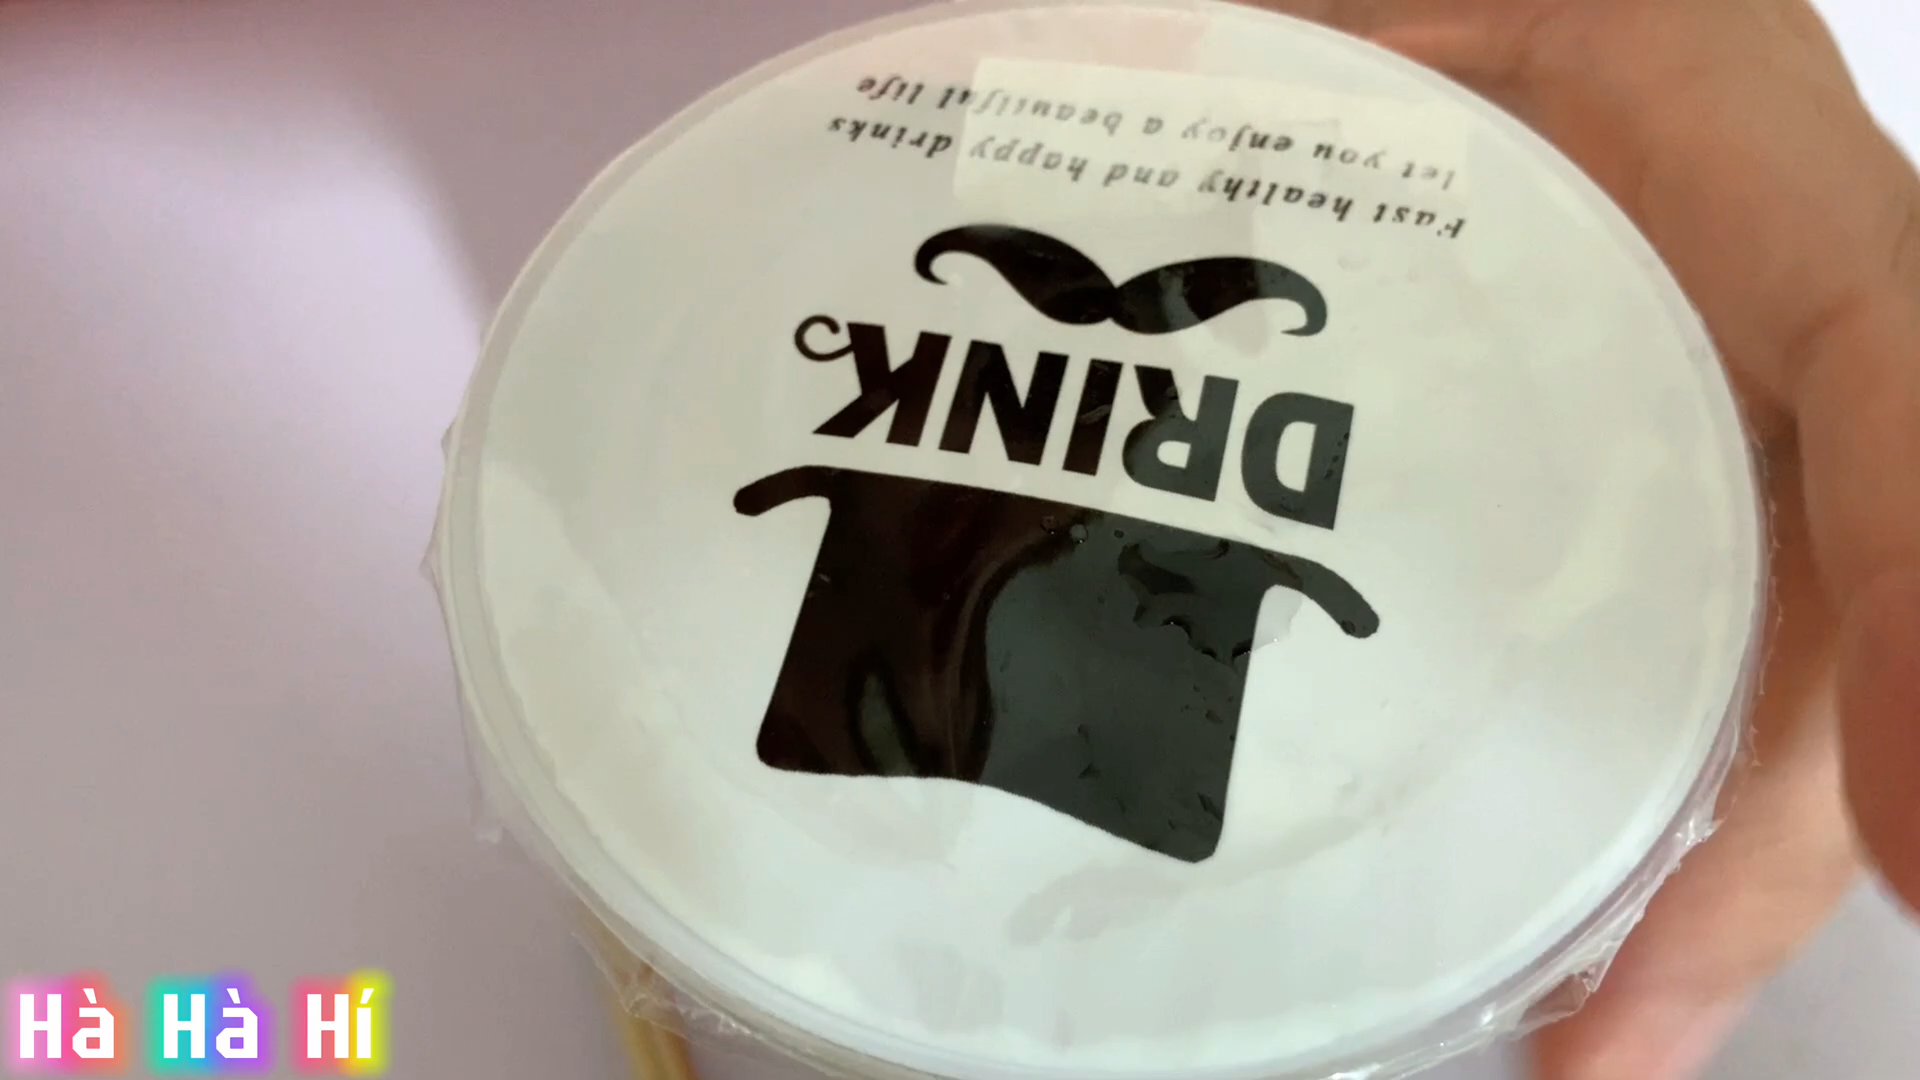 DRINK
Fast healthy and happy drinks
let you enjoy a beautiful life
Hà Hà Hí